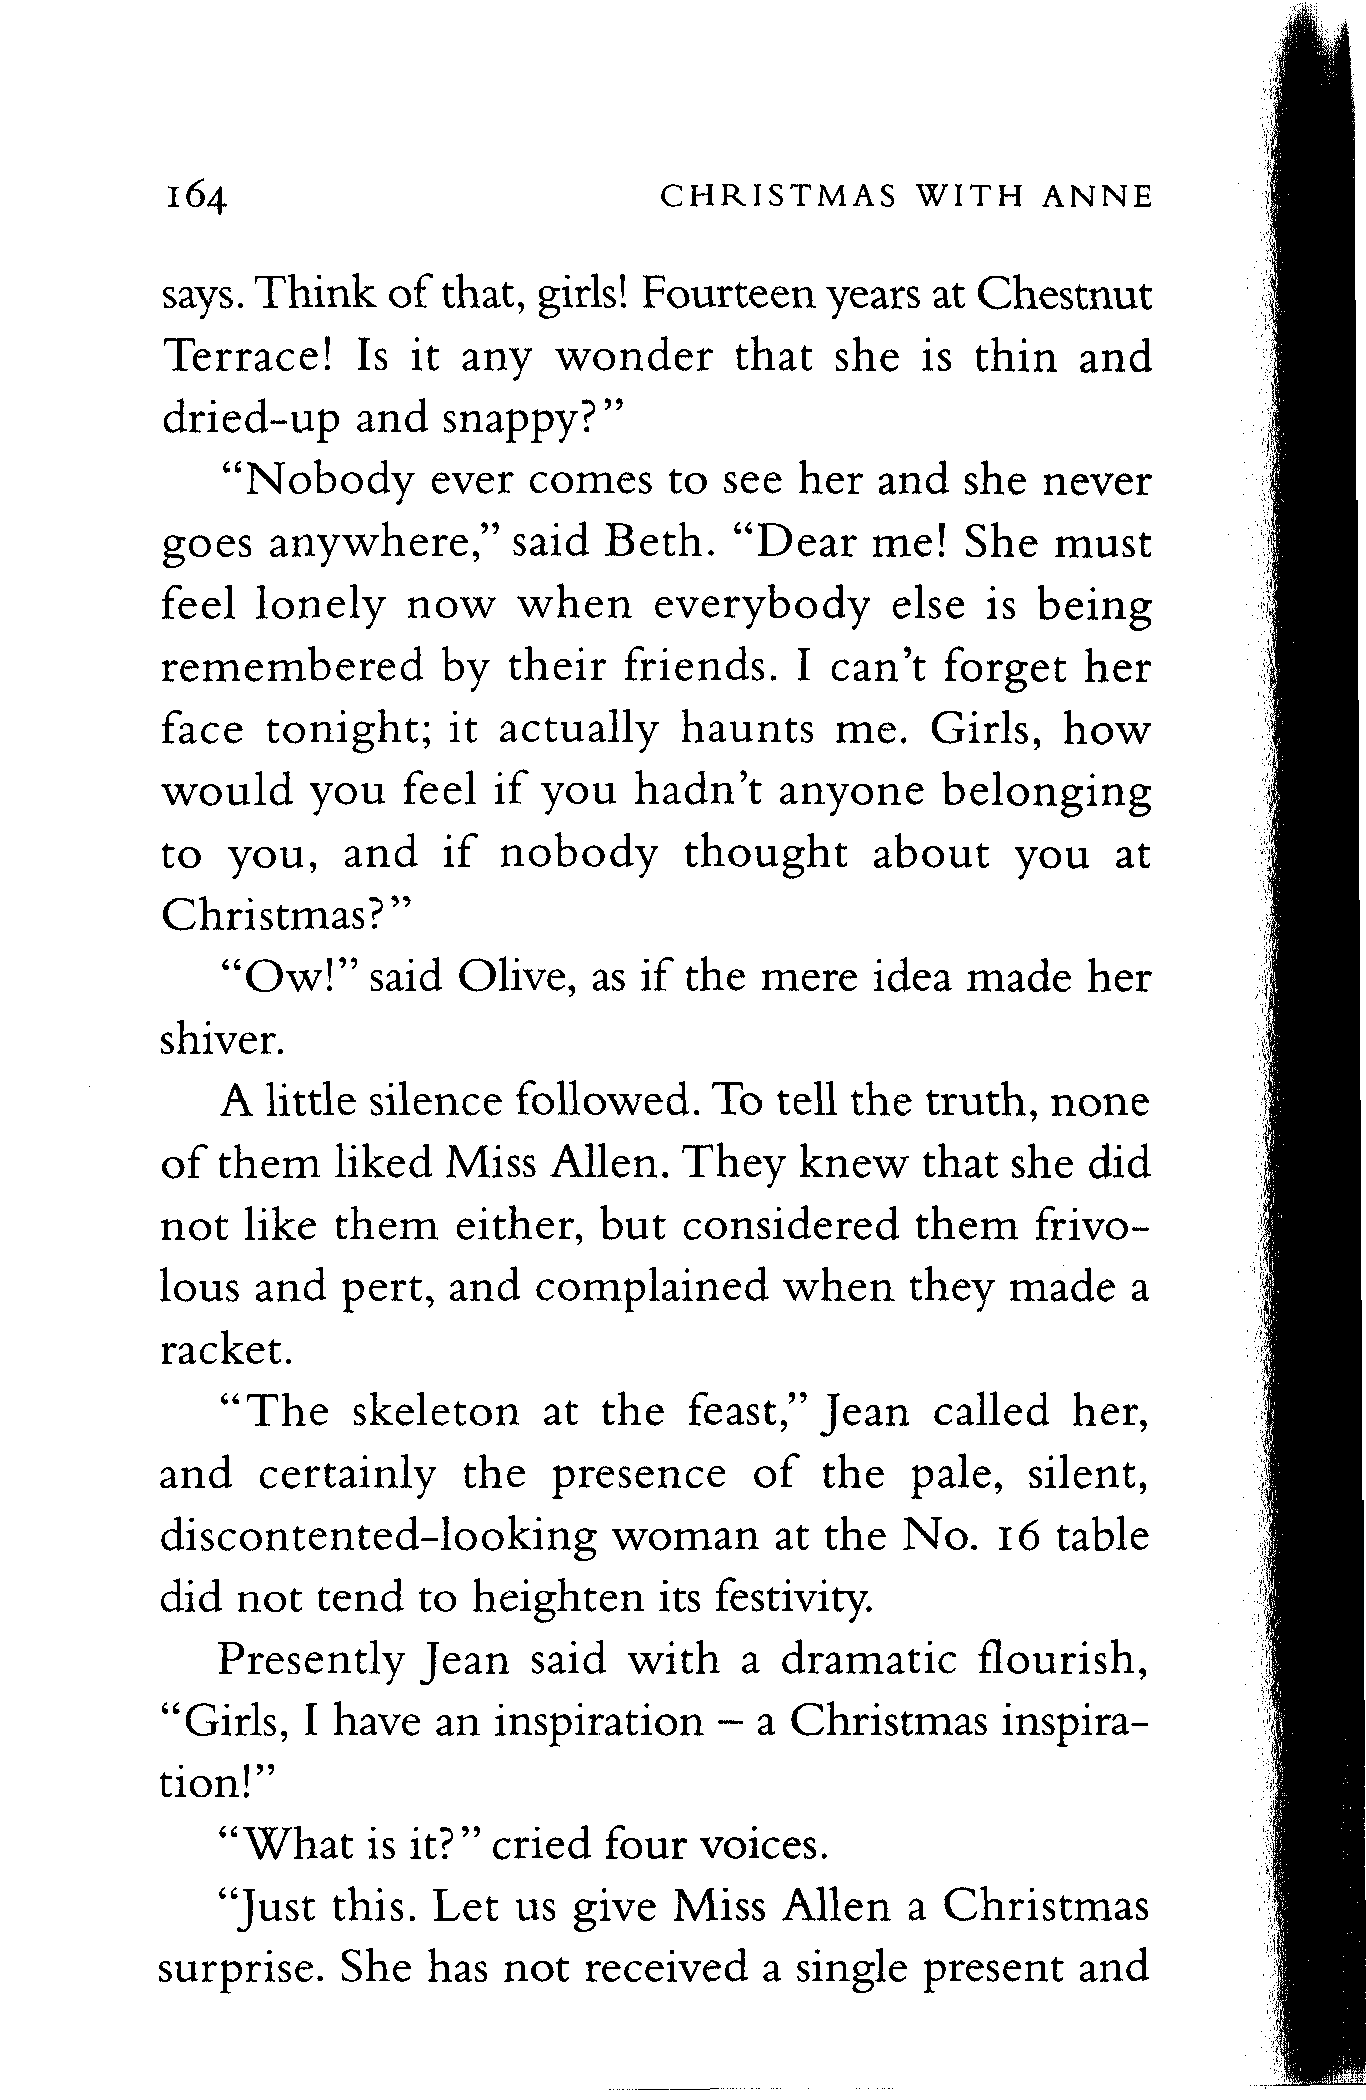 164 CHRISTMAS WITH ANNE
says. Think of that, girls! Fourteen years at Chestnut
Terrace! Is it any wonder that she is thin and
dried-up and snappy?”
“Nobody ever comes to see her and she never
goes anywhere,” said Beth. “Dear me! She must
feel lonely now when everybody else is being
remembered by their friends. I can’t forget her
face tonight; it actually haunts me. Girls, how
would you feel if you hadn’t anyone belonging
to you, and if nobody thought about you at
Christmas?”
“Ow!” said Olive, as if the mere idea made her
shiver.
A little silence followed. To tell the truth, none
of them liked Miss Allen. They knew that she did
not like them either, but considered them frivo-
lous and pert, and complained when they made a
racket.
“The skeleton at the feast,” Jean called her,
and certainly the presence of the pale, silent,
discontented-looking woman at the No. 16 table
did not tend to heighten its festivity.
Presently Jean said with a dramatic flourish,
“Girls, I have an inspiration – a Christmas inspira-
tion!”
“What is it?” cried four voices.
“Just this. Let us give Miss Allen a Christmas
surprise. She has not received a single present and